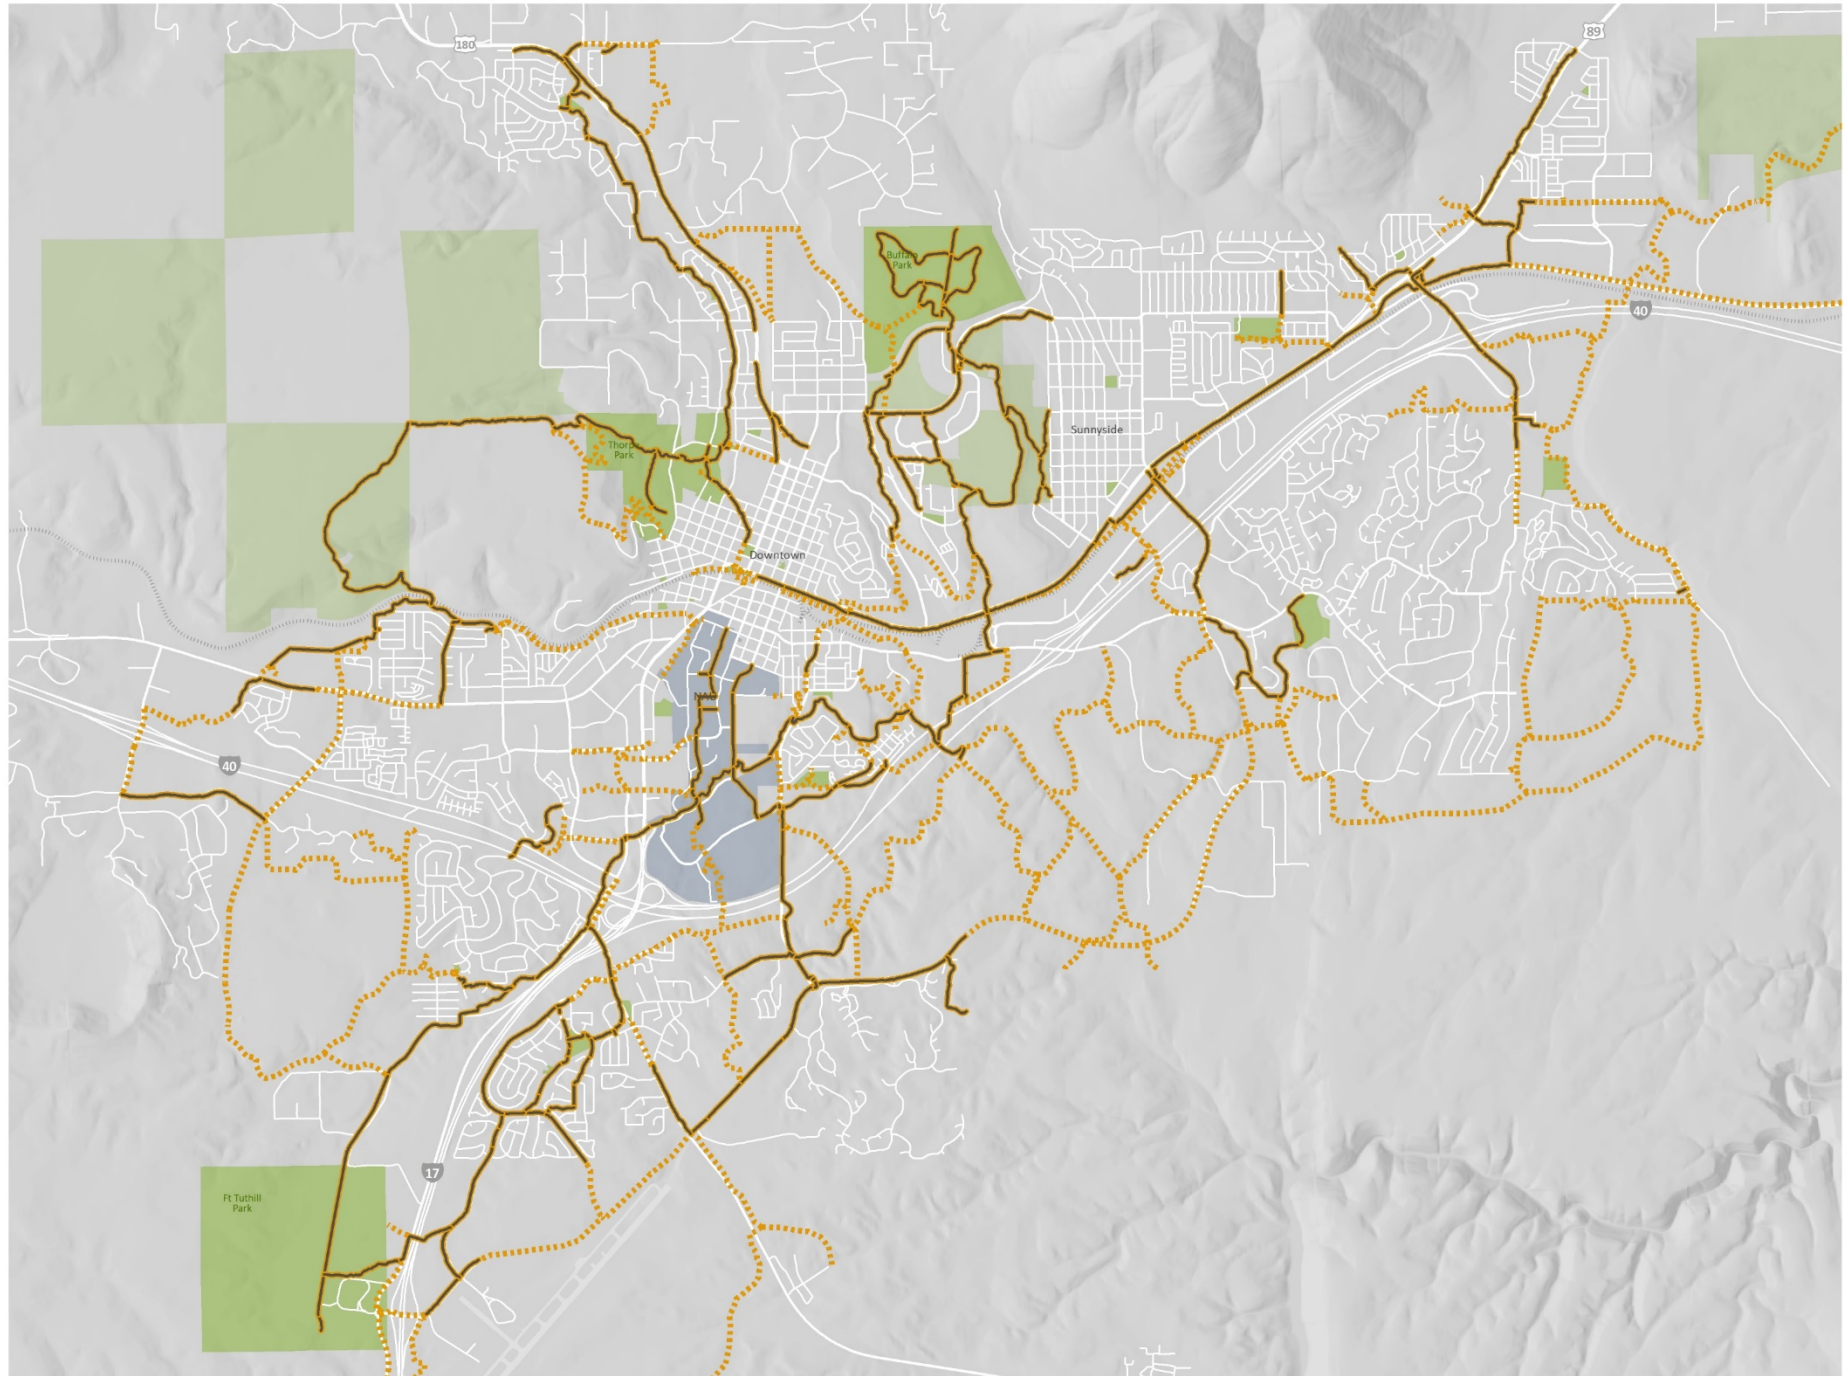 180
89
Buffalo
Park
40
Sunnyside
Thorpe
Park
Downtown
NAU
40
17
Ft Tuthill
Park